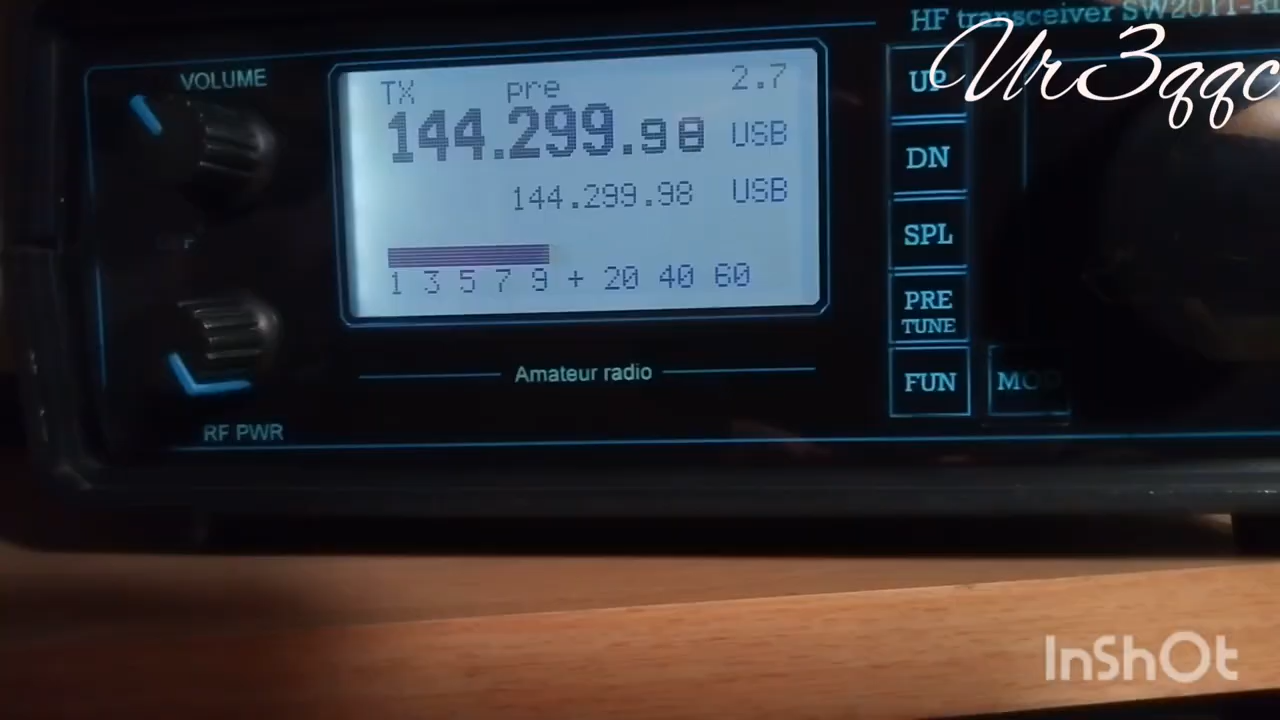 HF transceiver SW2011
Ur3qqc
VOLUME
TX pre 2.7
144.299.98 USB
144.299.98 USB
1 3 5 7 9 + 20 40 60
Amateur radio
RF PWR
UP
DN
SPL
PRE
TUNE
FUN
InShOt